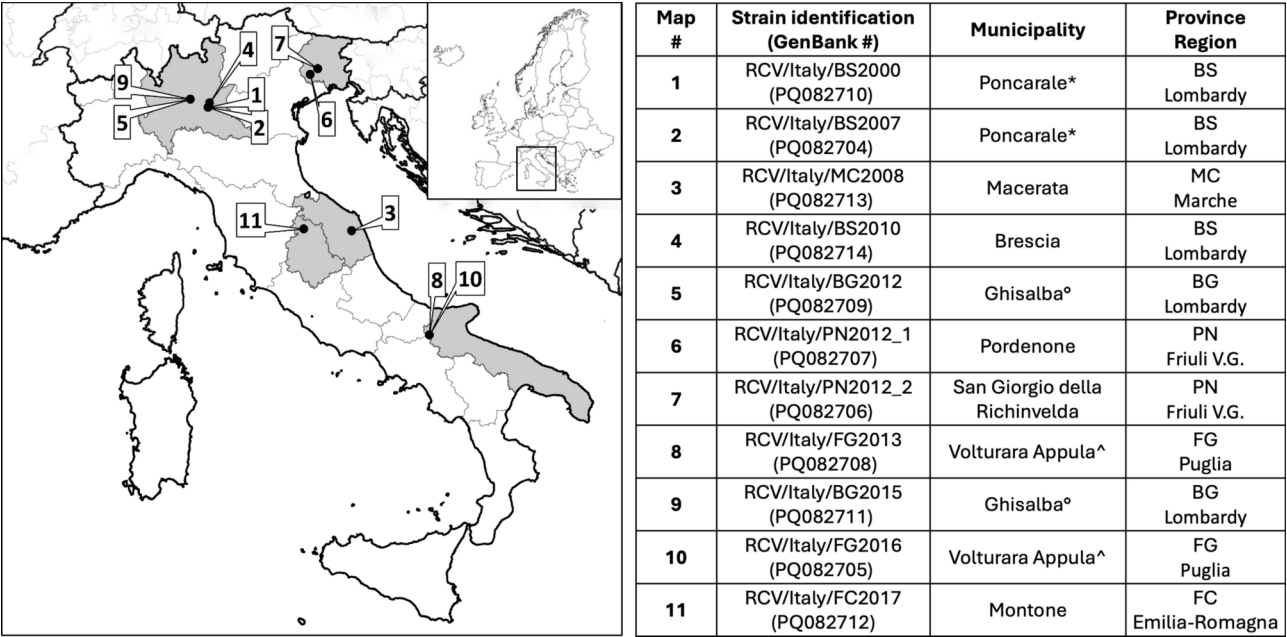 4
7
9
1
5
2
6
11
3
8
10
Map
#
Strain identification
(GenBank #)
Municipality
Province
Region
1
RCV/Italy/BS2000
(PQ082710)
Poncarale*
BS
Lombardy
2
RCV/Italy/BS2007
(PQ082704)
Poncarale*
BS
Lombardy
3
RCV/Italy/MC2008
(PQ082713)
Macerata
MC
Marche
4
RCV/Italy/BS2010
(PQ082714)
Brescia
BS
Lombardy
5
RCV/Italy/BG2012
(PQ082709)
Ghisalba°
BG
Lombardy
6
RCV/Italy/PN2012_1
(PQ082707)
Pordenone
PN
Friuli V.G.
7
RCV/Italy/PN2012_2
(PQ082706)
San Giorgio della
Richinvelda
PN
Friuli V.G.
8
RCV/Italy/FG2013
(PQ082708)
Volturara Appula^
FG
Puglia
9
RCV/Italy/BG2015
(PQ082711)
Ghisalba°
BG
Lombardy
10
RCV/Italy/FG2016
(PQ082705)
Volturara Appula^
FG
Puglia
11
RCV/Italy/FC2017
(PQ082712)
Montone
FC
Emilia-Romagna